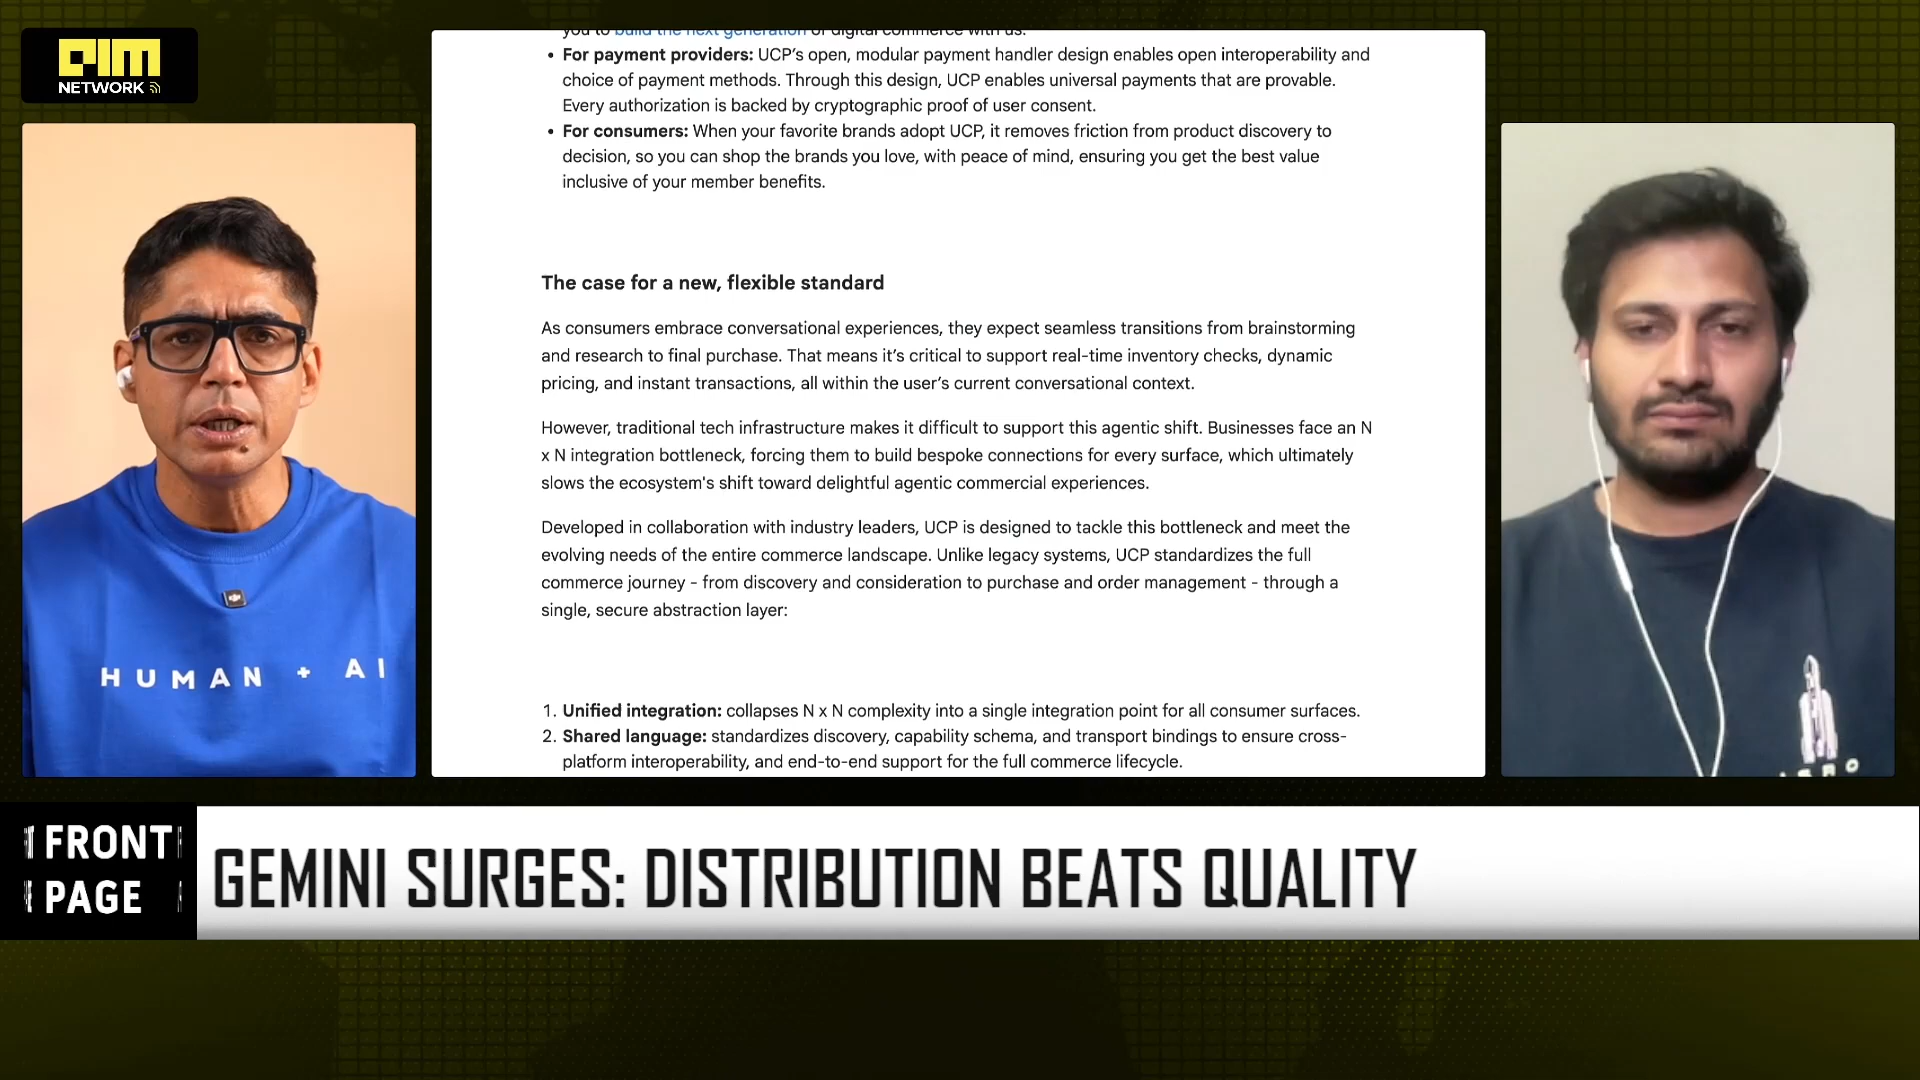 AIM
NETWORK
you to build the next generation of digital commerce with us.
• For payment providers: UCP’s open, modular payment handler design enables open interoperability and
choice of payment methods. Through this design, UCP enables universal payments that are provable.
Every authorization is backed by cryptographic proof of user consent.
• For consumers: When your favorite brands adopt UCP, it removes friction from product discovery to
decision, so you can shop the brands you love, with peace of mind, ensuring you get the best value
inclusive of your member benefits.
The case for a new, flexible standard
As consumers embrace conversational experiences, they expect seamless transitions from brainstorming
and research to final purchase. That means it’s critical to support real-time inventory checks, dynamic
pricing, and instant transactions, all within the user’s current conversational context.
However, traditional tech infrastructure makes it difficult to support this agentic shift. Businesses face an N
x N integration bottleneck, forcing them to build bespoke connections for every surface, which ultimately
slows the ecosystem's shift toward delightful agentic commercial experiences.
Developed in collaboration with industry leaders, UCP is designed to tackle this bottleneck and meet the
evolving needs of the entire commerce landscape. Unlike legacy systems, UCP standardizes the full
commerce journey - from discovery and consideration to purchase and order management - through a
single, secure abstraction layer:
1. Unified integration: collapses N x N complexity into a single integration point for all consumer surfaces.
2. Shared language: standardizes discovery, capability schema, and transport bindings to ensure cross-
platform interoperability, and end-to-end support for the full commerce lifecycle.
HUMAN + AI
FRONT
PAGE
GEMINI SURGES: DISTRIBUTION BEATS QUALITY